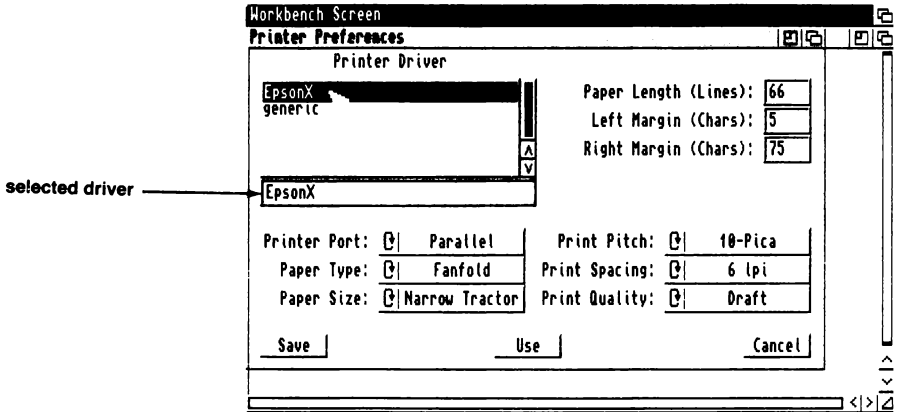 Workbench Screen
Printer Preferences
Printer Driver
EpsonX
generic
Paper Length (Lines): 66
Left Margin (Chars): 5
Right Margin (Chars): 75
selected driver
EpsonX
Printer Port: Parallel
Print Pitch: 10-Pica
Paper Type: Fanfold
Print Spacing: 6 lpi
Paper Size: Narrow Tractor
Print Quality: Draft
Save
Use
Cancel